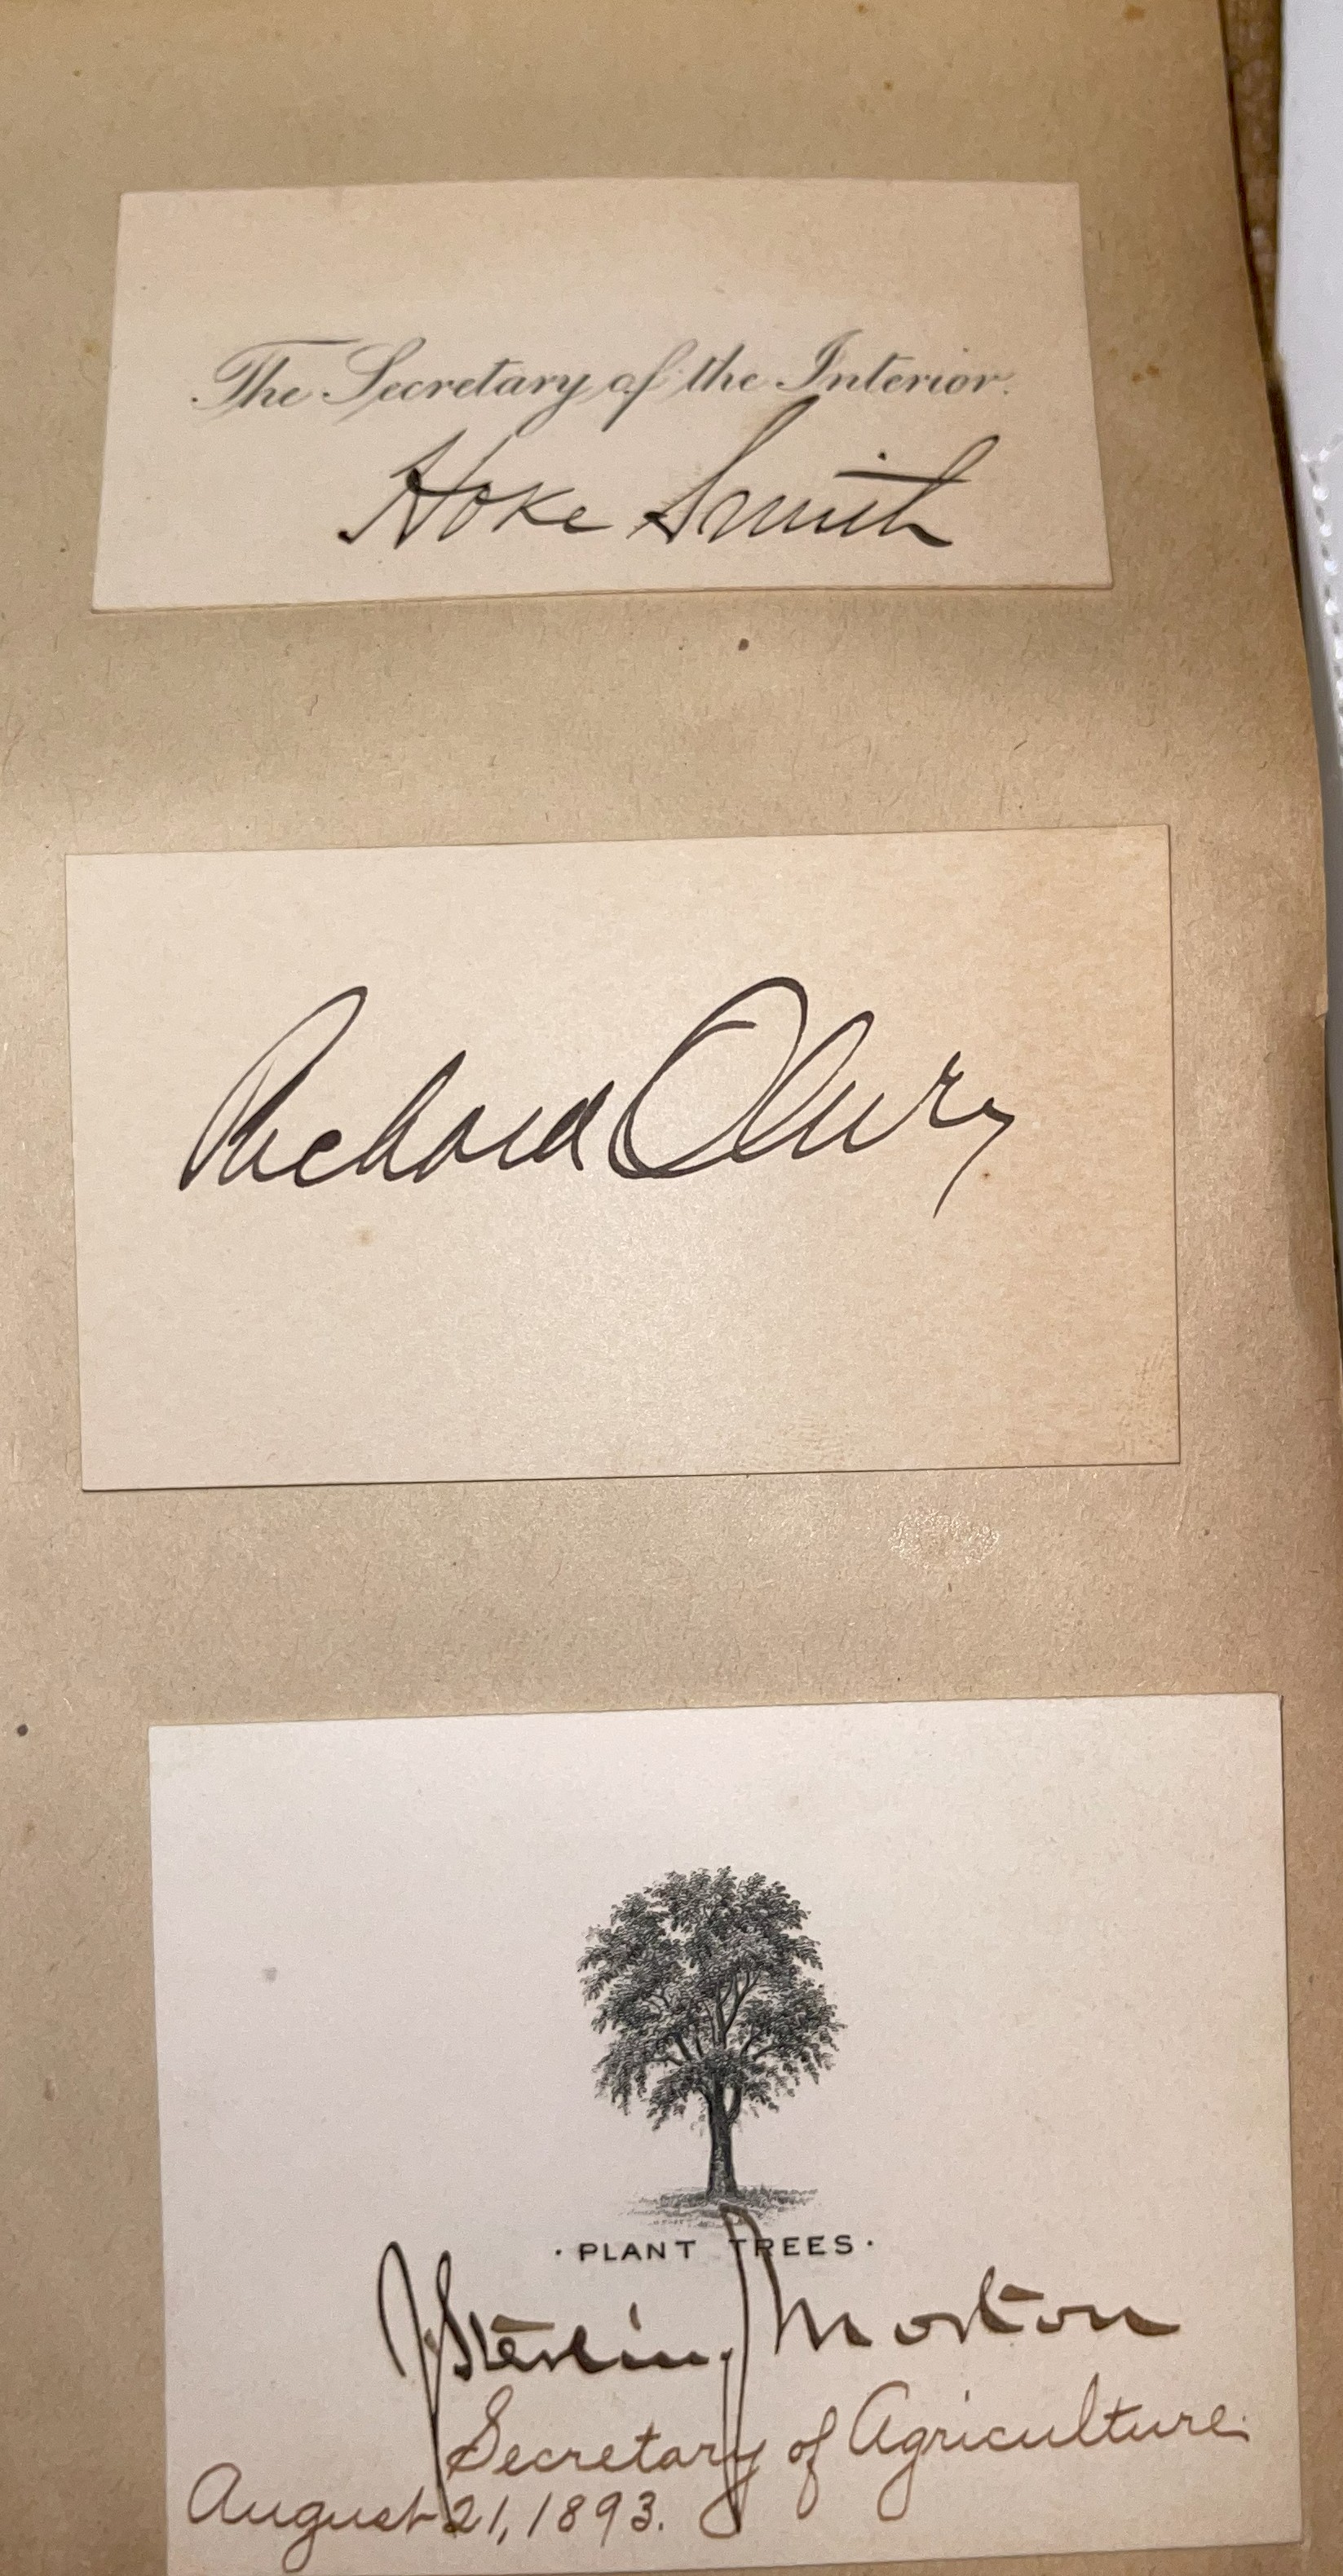 The Secretary of the Interior.
Hoke Smith
Richard Olney
· PLANT TREES ·
J Sterling Morton
Secretary of Agriculture.
August 21, 1893.